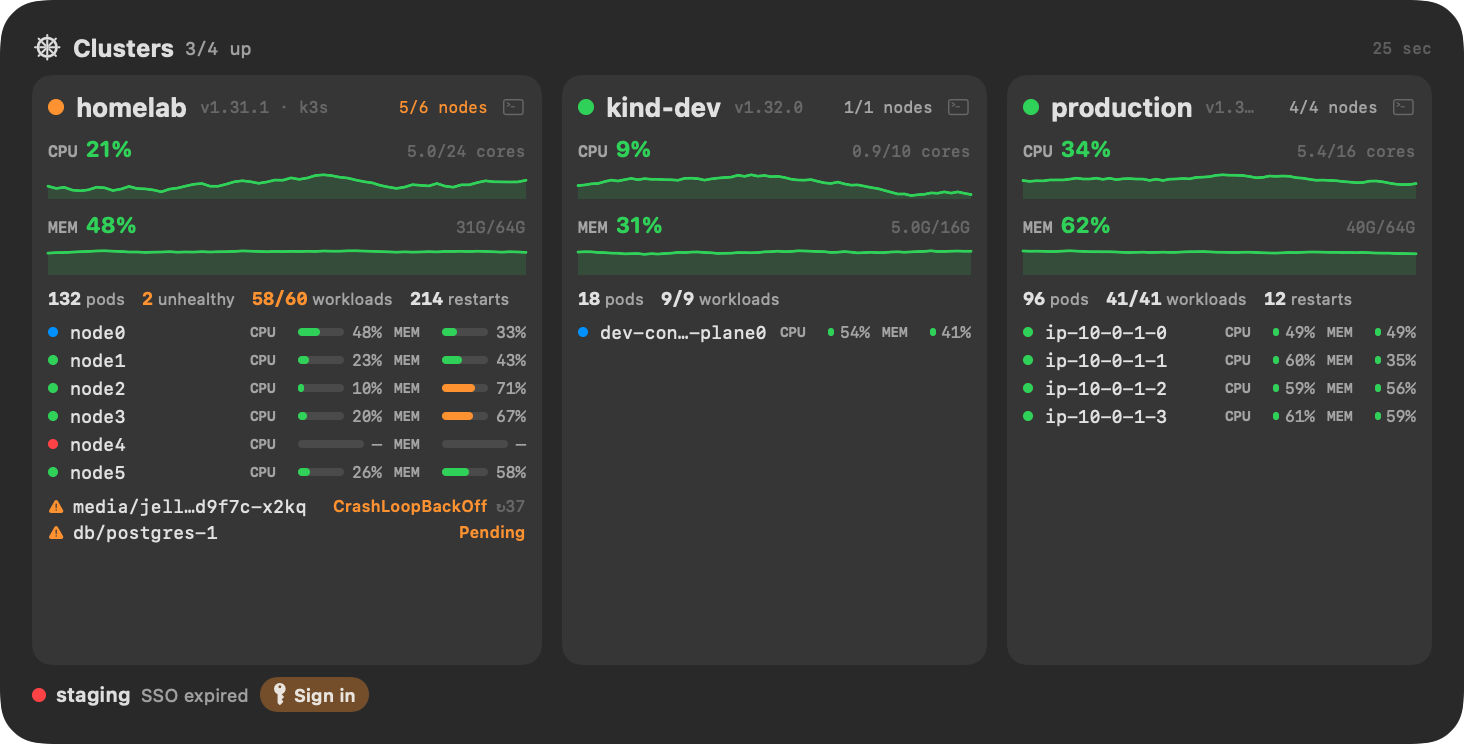 Clusters 3/4 up
25 sec
homelab v1.31.1 · k3s 5/6 nodes
CPU 21% 5.0/24 cores
MEM 48% 31G/64G
132 pods 2 unhealthy 58/60 workloads 214 restarts
node0 CPU 48% MEM 33%
node1 CPU 23% MEM 43%
node2 CPU 10% MEM 71%
node3 CPU 20% MEM 67%
node4 CPU — MEM —
node5 CPU 26% MEM 58%
media/jell…d9f7c-x2kq CrashLoopBackOff ↻37
db/postgres-1 Pending
kind-dev v1.32.0 1/1 nodes
CPU 9% 0.9/10 cores
MEM 31% 5.0G/16G
18 pods 9/9 workloads
dev-con…-plane0 CPU 54% MEM 41%
production v1.3… 4/4 nodes
CPU 34% 5.4/16 cores
MEM 62% 40G/64G
96 pods 41/41 workloads 12 restarts
ip-10-0-1-0 CPU 49% MEM 49%
ip-10-0-1-1 CPU 60% MEM 35%
ip-10-0-1-2 CPU 59% MEM 56%
ip-10-0-1-3 CPU 61% MEM 59%
staging SSO expired Sign in